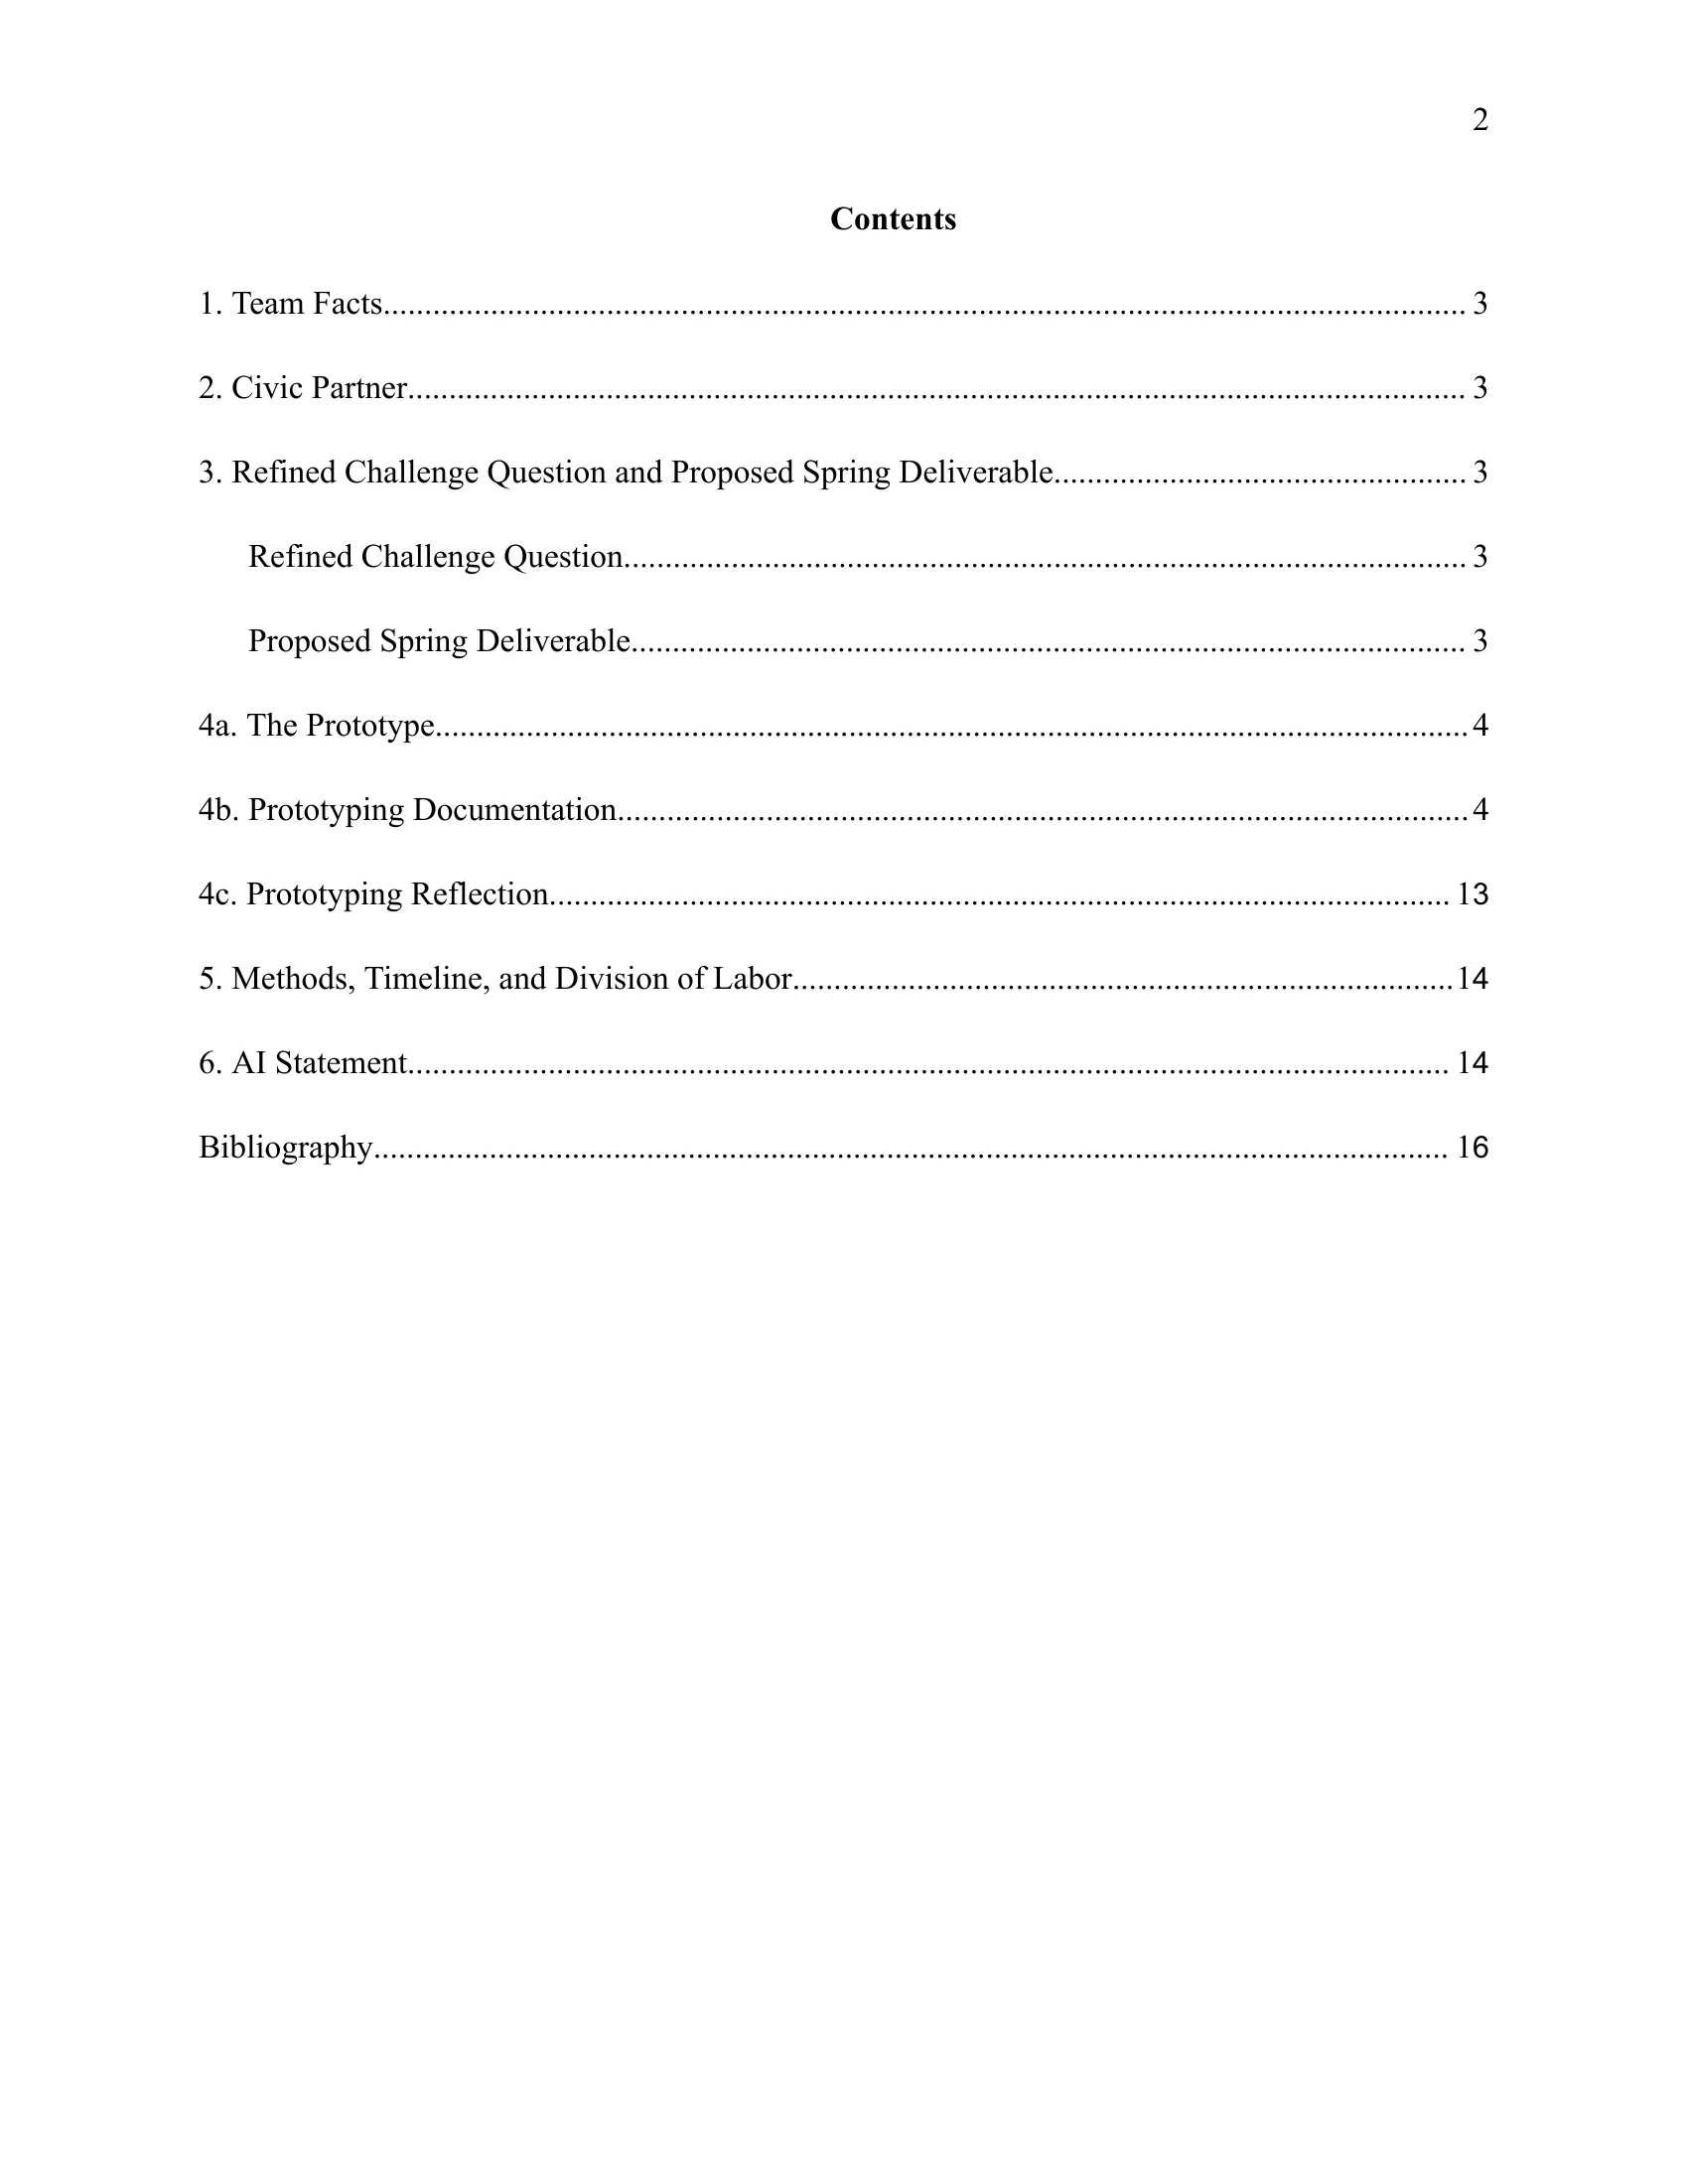 2
Contents
1. Team Facts........................................................................................................................................ 3
2. Civic Partner..................................................................................................................................... 3
3. Refined Challenge Question and Proposed Spring Deliverable.................................................. 3
Refined Challenge Question...................................................................................................... 3
Proposed Spring Deliverable..................................................................................................... 3
4a. The Prototype................................................................................................................................. 4
4b. Prototyping Documentation.......................................................................................................4
4c. Prototyping Reflection............................................................................................................. 13
5. Methods, Timeline, and Division of Labor................................................................................14
6. AI Statement.............................................................................................................................. 14
Bibliography.................................................................................................................................. 16